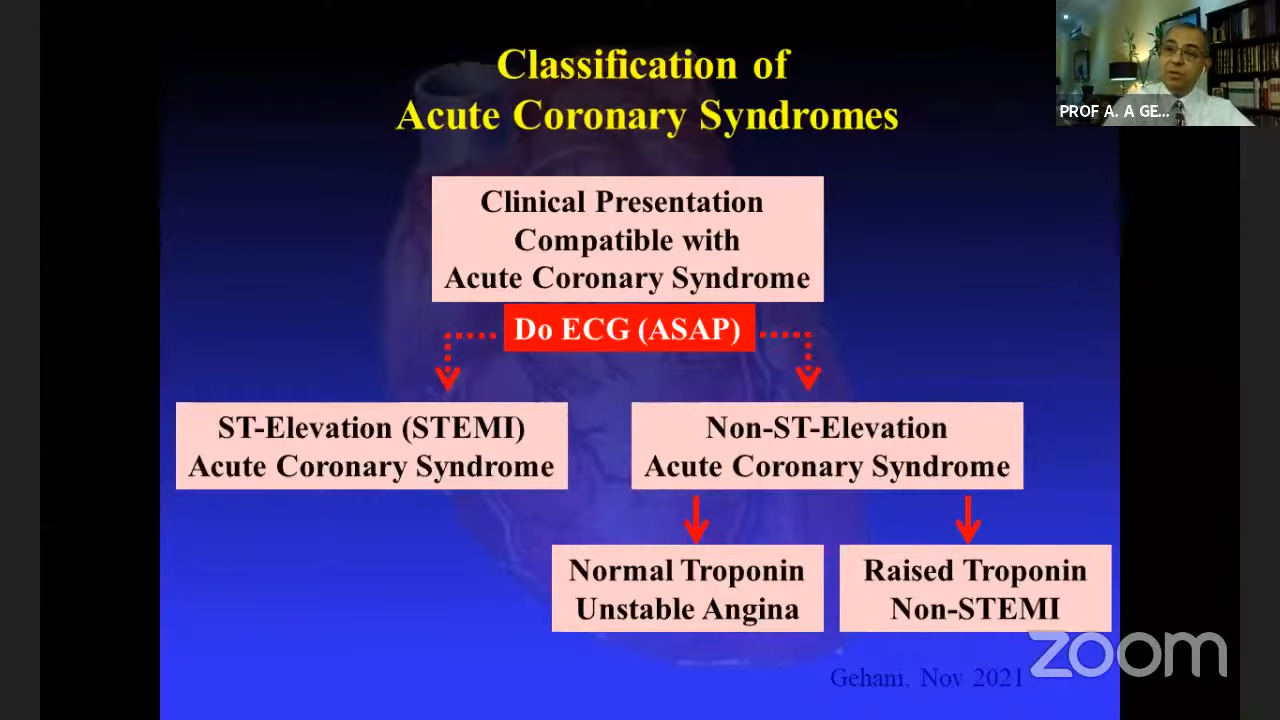 Classification of
Acute Coronary Syndromes
PROF A. A GE...
Clinical Presentation
Compatible with
Acute Coronary Syndrome
Do ECG (ASAP)
ST-Elevation (STEMI)
Acute Coronary Syndrome
Non-ST-Elevation
Acute Coronary Syndrome
Normal Troponin
Unstable Angina
Raised Troponin
Non-STEMI
zoom
Gehani, Nov 2021